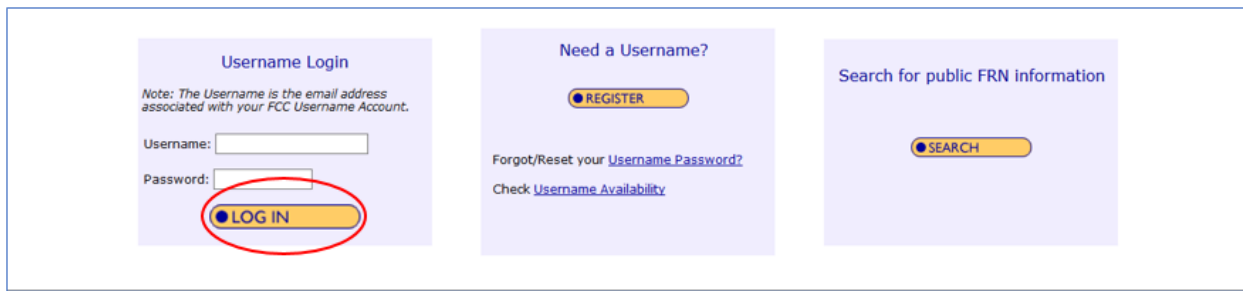 Username Login
Note: The Username is the email address
associated with your FCC Username Account.
Username:
Password:
LOG IN
Need a Username?
REGISTER
Forgot/Reset your Username Password?
Check Username Availability
Search for public FRN information
SEARCH